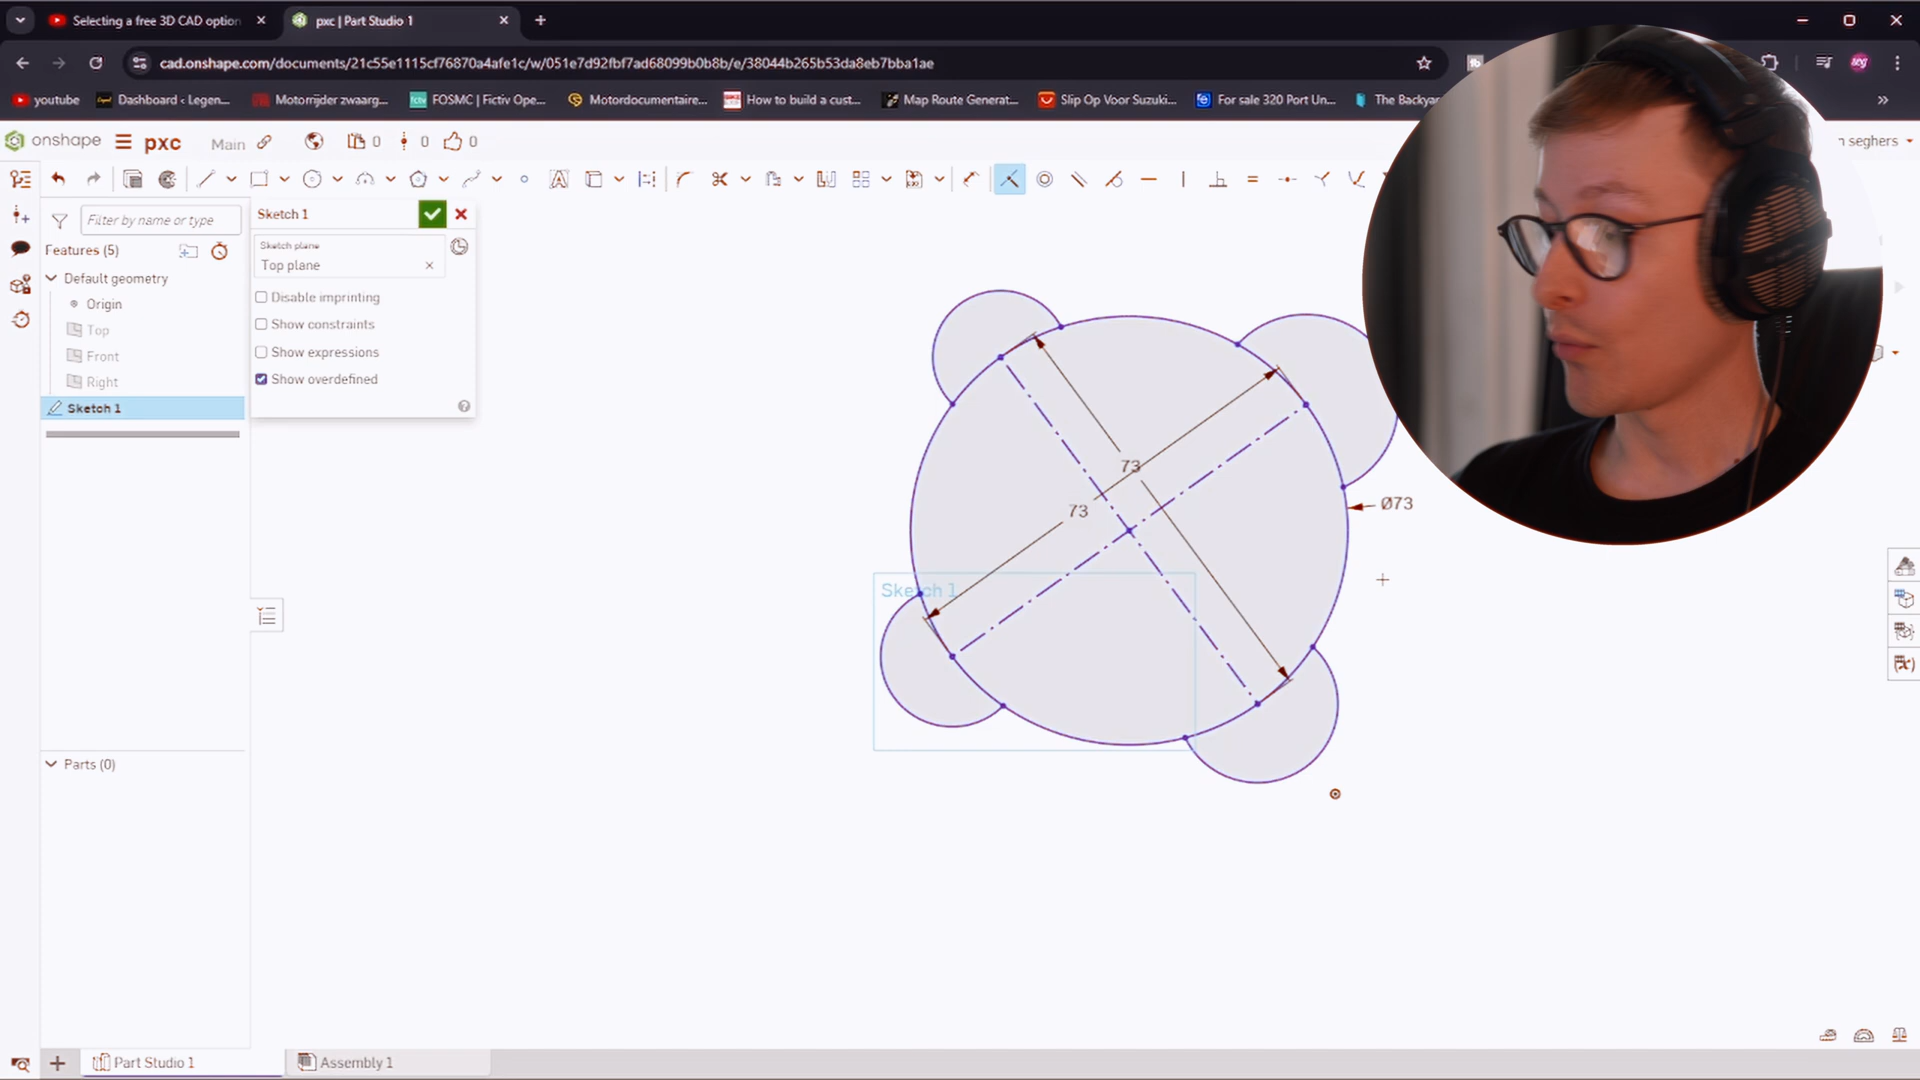 Selecting a free 3D CAD option
pxc | Part Studio 1
cad.onshape.com/documents/21c55e1115cf76870a4afe1c/w/051e7d92fbf7ad68099b0b8b/e/38044b265b53da8eb7bba1ae
youtube
Dashboard ‹ Legen...
Motorrijder zwaarg...
FOSMC | Fictiv Ope...
Motordocumentaire...
How to build a cust...
Map Route Generat...
Slip Op Voor Suzuki...
For sale 320 Port Un...
The Backyar
onshape
pxc
Main
0
0
0
seghers
Filter by name or type
Features (5)
Default geometry
Origin
Top
Front
Right
Sketch 1
Sketch 1
Sketch plane
Top plane
Disable imprinting
Show constraints
Show expressions
Show overdefined
73
73
Ø73
Sketch 1
Parts (0)
Part Studio 1
Assembly 1